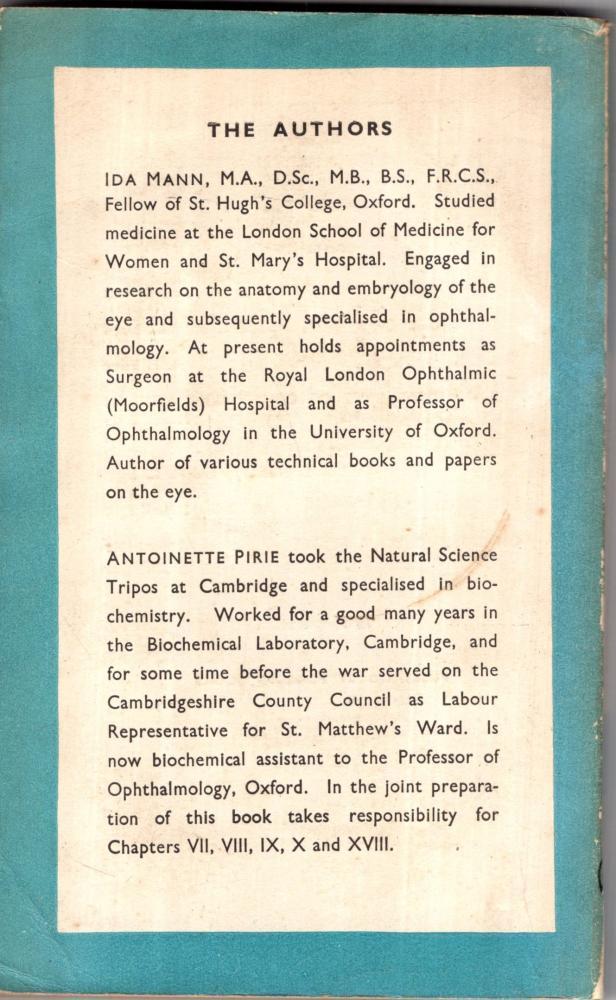 THE AUTHORS
IDA MANN, M.A., D.Sc., M.B., B.S., F.R.C.S.,
Fellow of St. Hugh's College, Oxford. Studied
medicine at the London School of Medicine for
Women and St. Mary's Hospital. Engaged in
research on the anatomy and embryology of the
eye and subsequently specialised in ophthal-
mology. At present holds appointments as
Surgeon at the Royal London Ophthalmic
(Moorfields) Hospital and as Professor of
Ophthalmology in the University of Oxford.
Author of various technical books and papers
on the eye.
ANTOINETTE PIRIE took the Natural Science
Tripos at Cambridge and specialised in bio-
chemistry. Worked for a good many years in
the Biochemical Laboratory, Cambridge, and
for some time before the war served on the
Cambridgeshire County Council as Labour
Representative for St. Matthew's Ward. Is
now biochemical assistant to the Professor of
Ophthalmology, Oxford. In the joint prepara-
tion of this book takes responsibility for
Chapters VII, VIII, IX, X and XVIII.